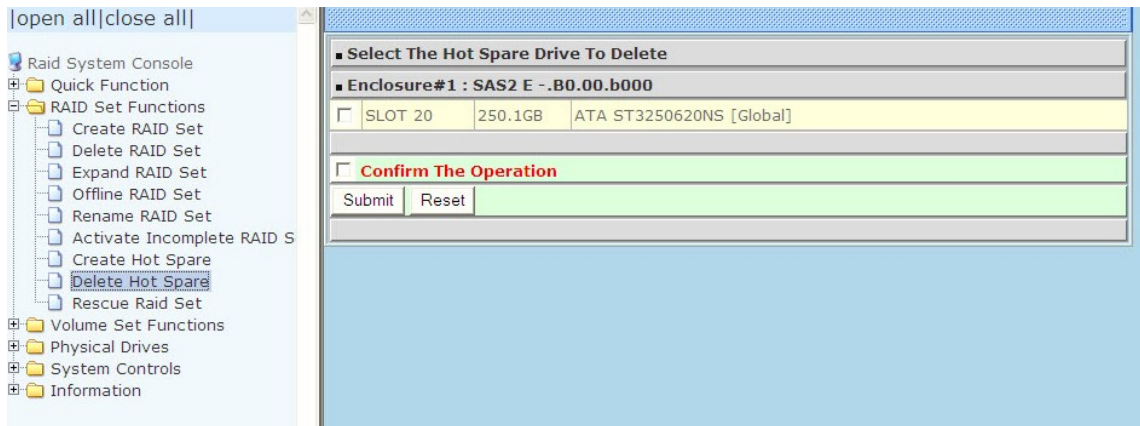 |open all|close all|
Raid System Console
Quick Function
RAID Set Functions
Create RAID Set
Delete RAID Set
Expand RAID Set
Offline RAID Set
Rename RAID Set
Activate Incomplete RAID S
Create Hot Spare
Delete Hot Spare
Rescue Raid Set
Volume Set Functions
Physical Drives
System Controls
Information
Select The Hot Spare Drive To Delete
Enclosure#1 : SAS2 E -.B0.00.b000
SLOT 20 250.1GB ATA ST3250620NS [Global]
Confirm The Operation
Submit Reset